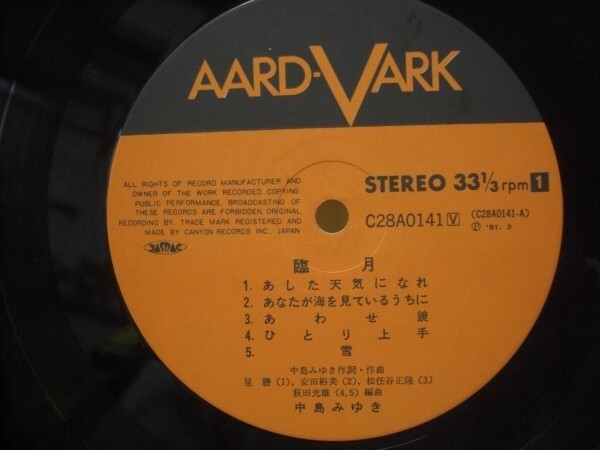 AARD-VARK
ALL RIGHTS OF RECORD MANUFACTURER AND
OWNER OF THE WORK RECORDED COPYING
PUBLIC PERFORMANCE BROADCASTING OF
THESE RECORDS ARE FORBIDDEN ORIGINAL
RECORDING BY, TRADE MARK REGISTERED AND
MADE BY CANYON RECORDS INC., JAPAN
JASRAC
STEREO 33 1/3 rpm 1
C28A0141 V (C28A0141-A)
Ⓟ '81. 3
臨 月
1. あした天気になれ
2. あなたが海を見ているうちに
3. あわせ鏡
4. ひとり上手
5. 雪
中島みゆき作詞・作曲
星 勝(1)、安田裕美(2)、松任谷正隆(3)
萩田光雄(4,5)編曲
中島みゆき